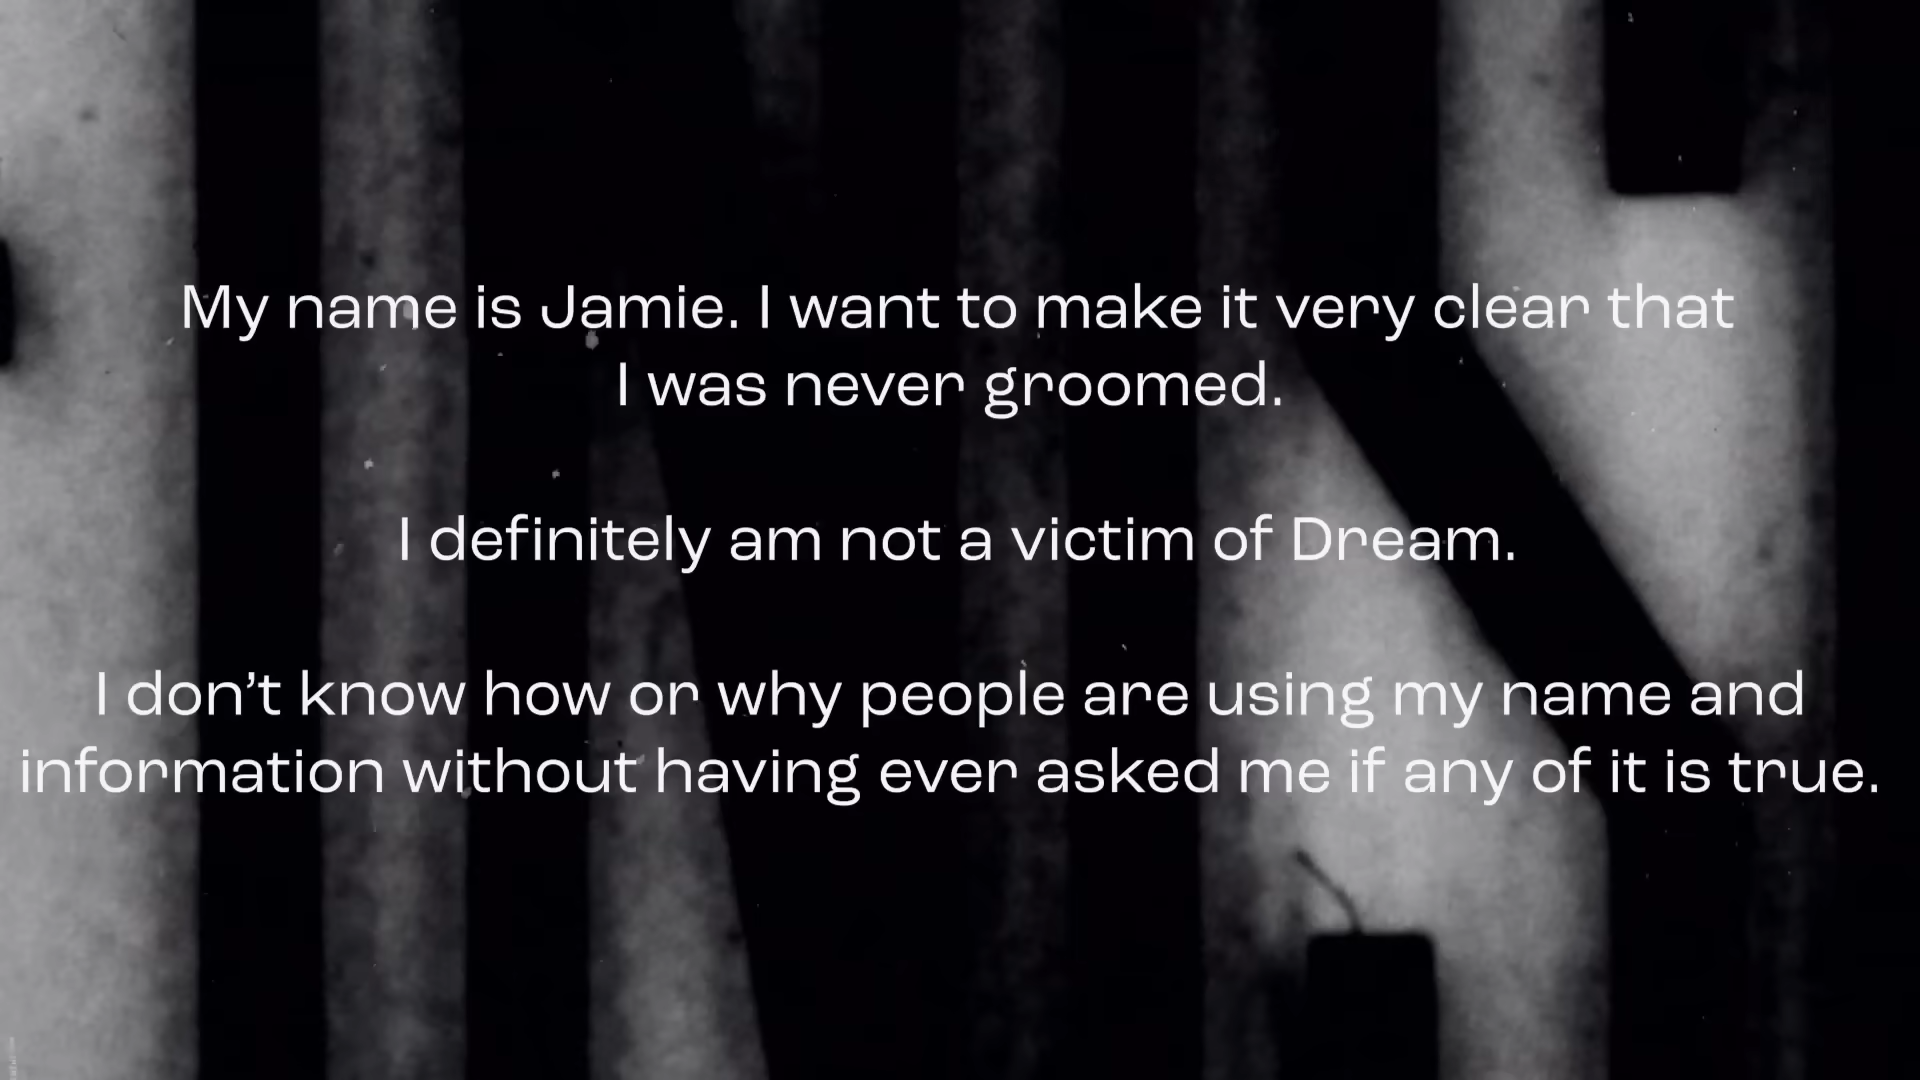 My name is Jamie. I want to make it very clear that
I was never groomed.
I definitely am not a victim of Dream.
I don’t know how or why people are using my name and
information without having ever asked me if any of it is true.